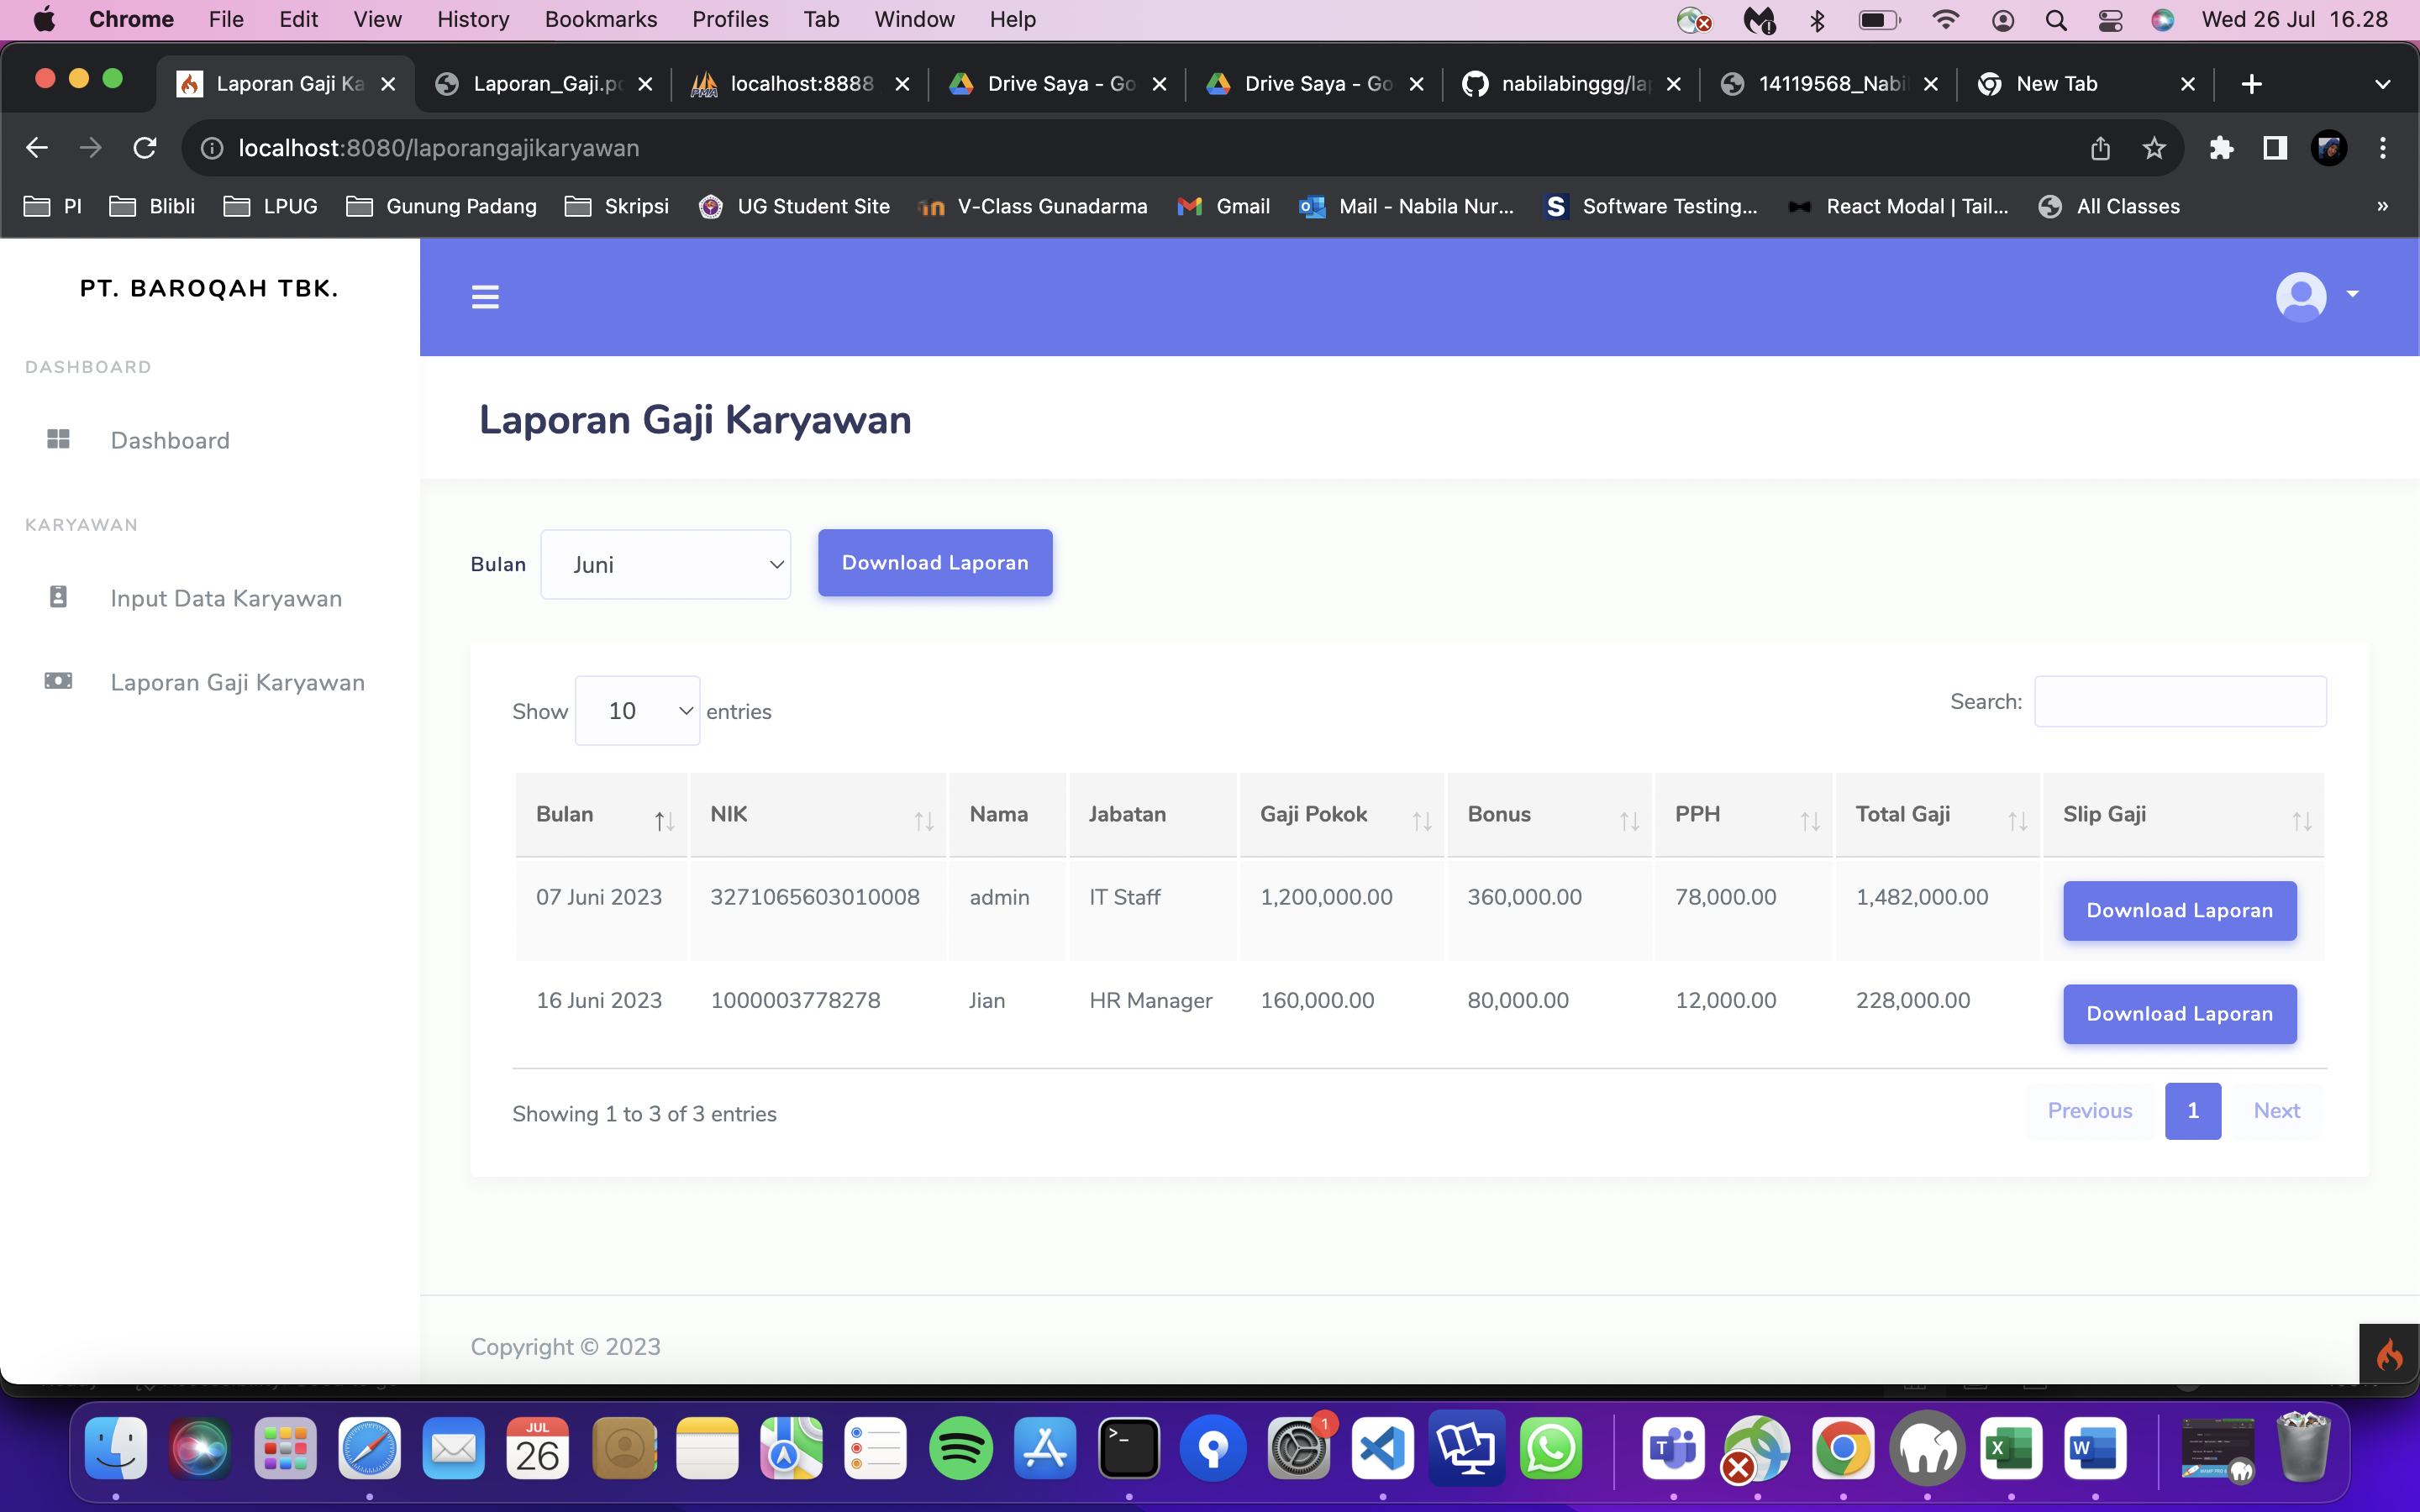 Chrome File Edit View History Bookmarks Profiles Tab Window Help Wed 26 Jul 16.28
Laporan Gaji Ka Laporan_Gaji.pd localhost:8888 Drive Saya - Go Drive Saya - Go nabilabinggg/la 14119568_Nabil New Tab
localhost:8080/laporangajikaryawan
PI Blibli LPUG Gunung Padang Skripsi UG Student Site V-Class Gunadarma Gmail Mail - Nabila Nur... Software Testing... React Modal | Tail... All Classes »
PT. BAROQAH TBK.
DASHBOARD
Dashboard
KARYAWAN
Input Data Karyawan
Laporan Gaji Karyawan
Laporan Gaji Karyawan
Bulan Juni Download Laporan
Show 10 entries Search:
Bulan NIK Nama Jabatan Gaji Pokok Bonus PPH Total Gaji Slip Gaji
07 Juni 2023 3271065603010008 admin IT Staff 1,200,000.00 360,000.00 78,000.00 1,482,000.00 Download Laporan
16 Juni 2023 1000003778278 Jian HR Manager 160,000.00 80,000.00 12,000.00 228,000.00 Download Laporan
Showing 1 to 3 of 3 entries Previous 1 Next
Copyright © 2023
JUL
26
1